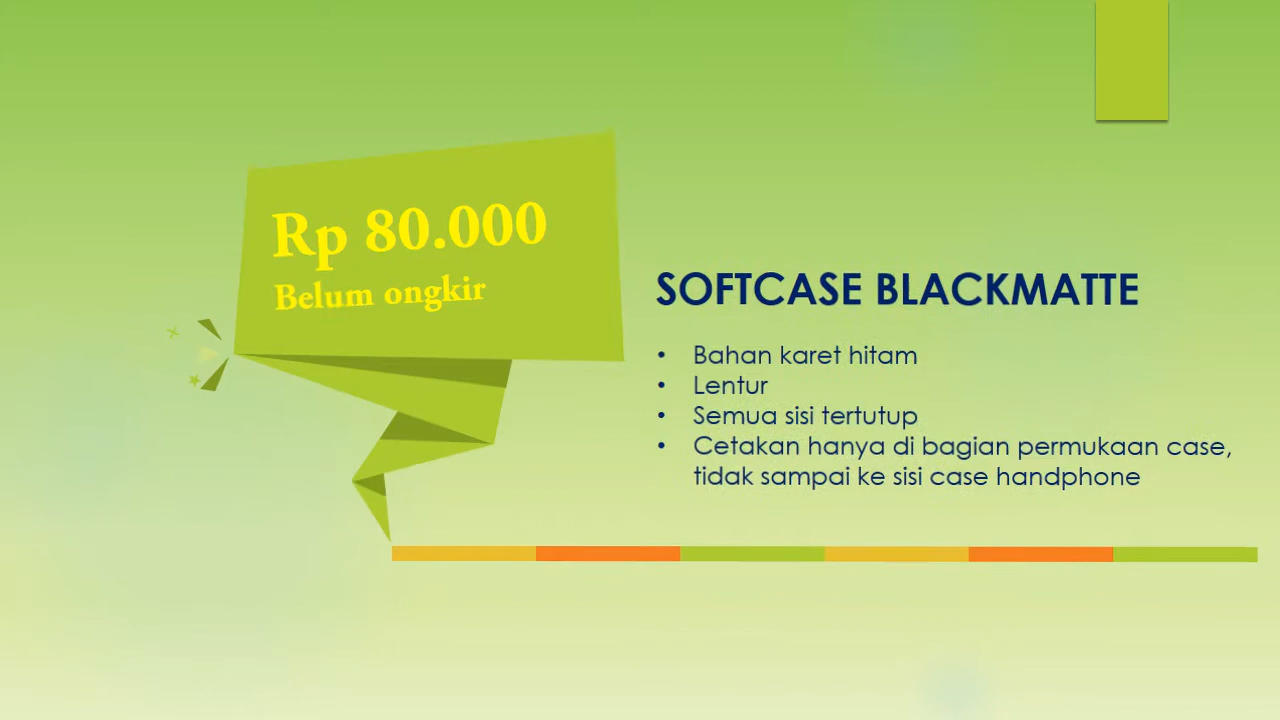 Rp 80.000
Belum ongkir
SOFTCASE BLACKMATTE
• Bahan karet hitam
• Lentur
• Semua sisi tertutup
• Cetakan hanya di bagian permukaan case,
tidak sampai ke sisi case handphone